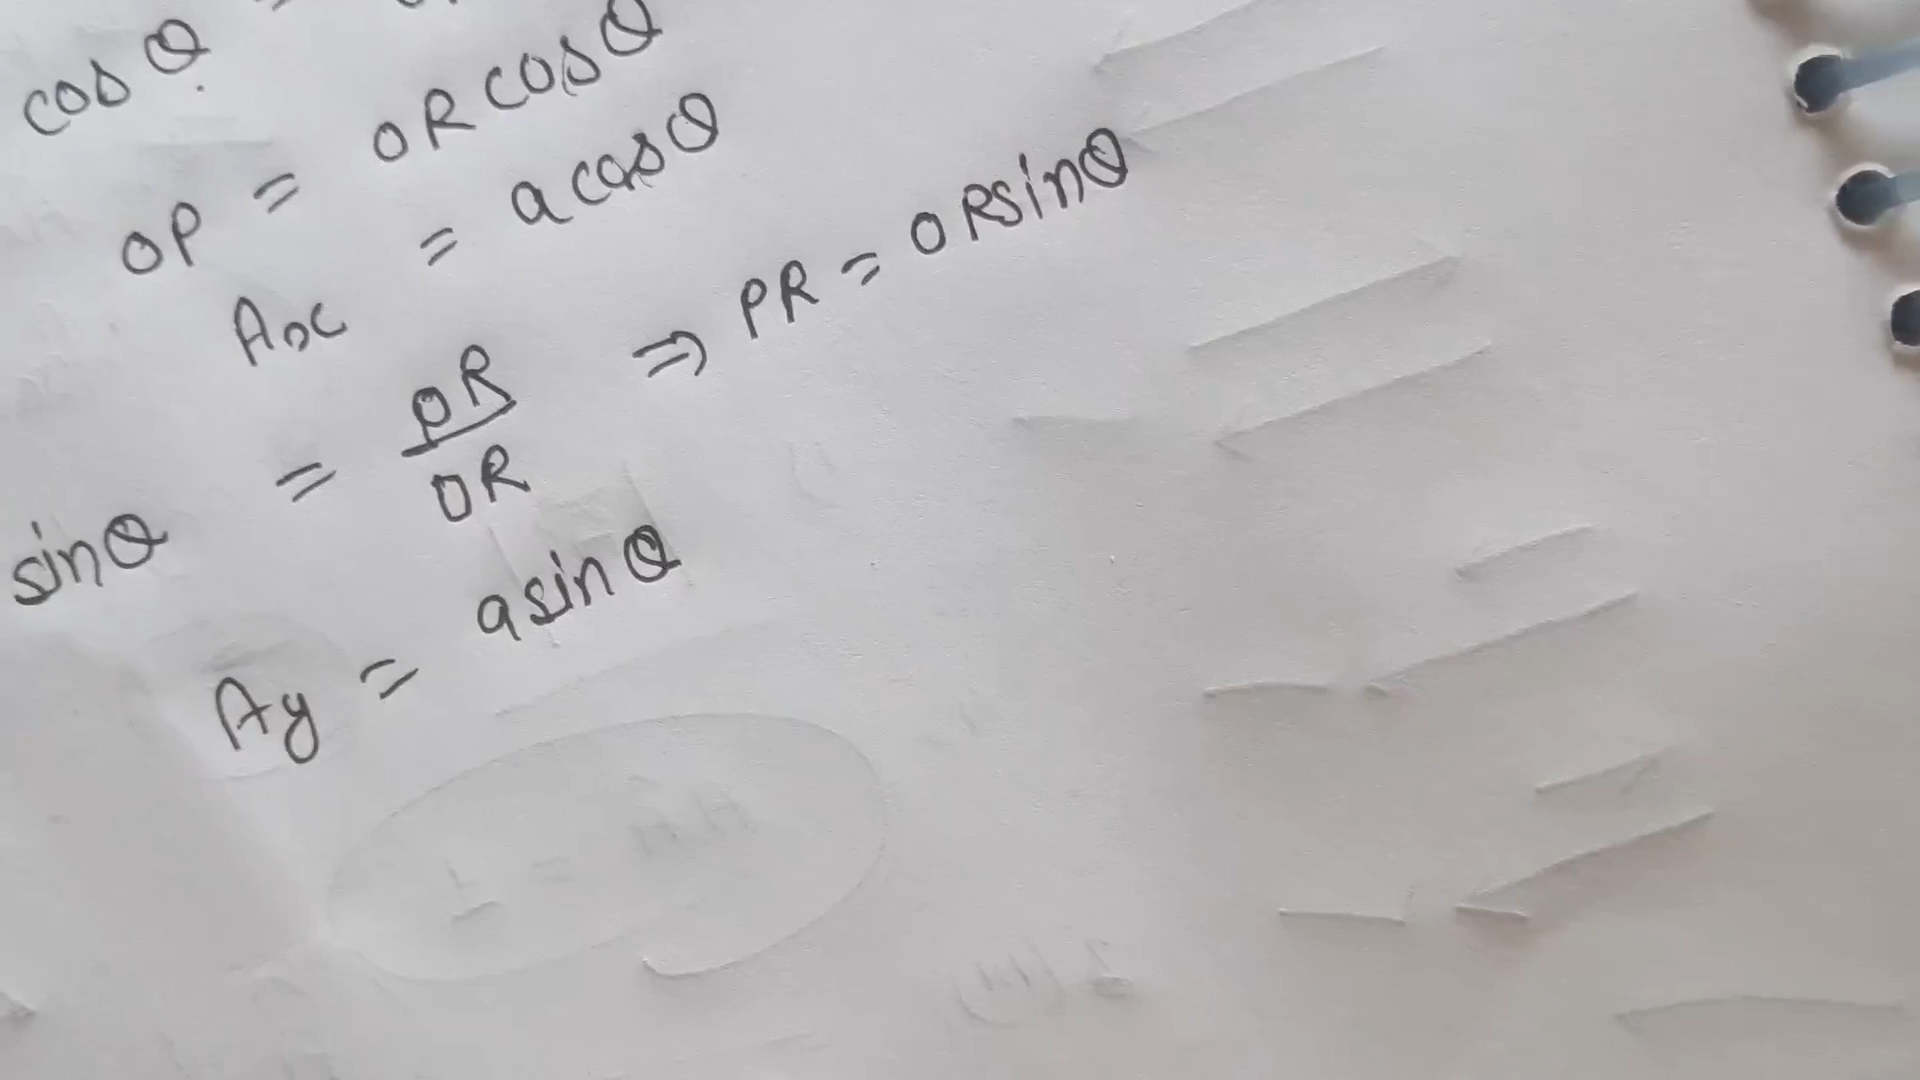 cos θ =
OP = OR cos θ
Ax = a cos θ
sin θ = PR/OR ⇒ PR = OR sin θ
Ay = a sin θ